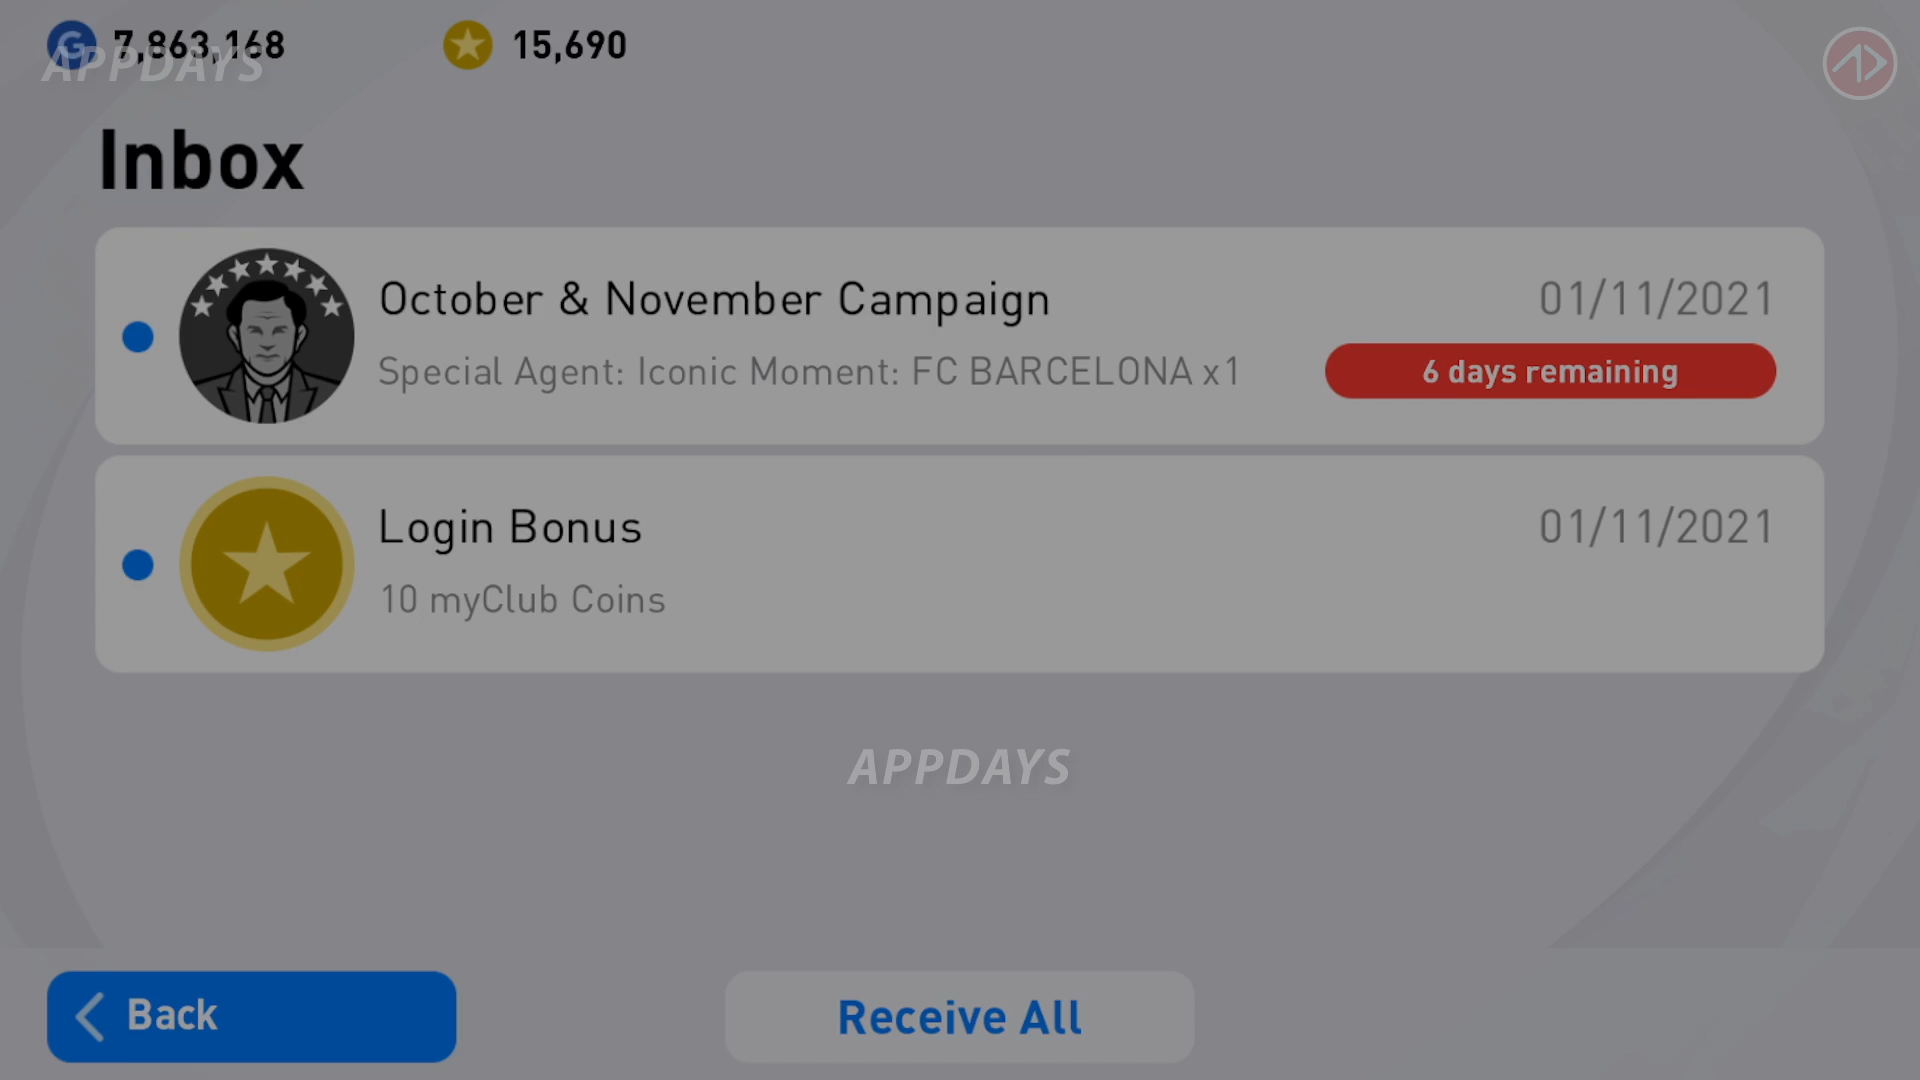 7,863,168 15,690
APPDAYS
Inbox
October & November Campaign 01/11/2021
Special Agent: Iconic Moment: FC BARCELONA x1 6 days remaining
Login Bonus 01/11/2021
10 myClub Coins
APPDAYS
Back Receive All